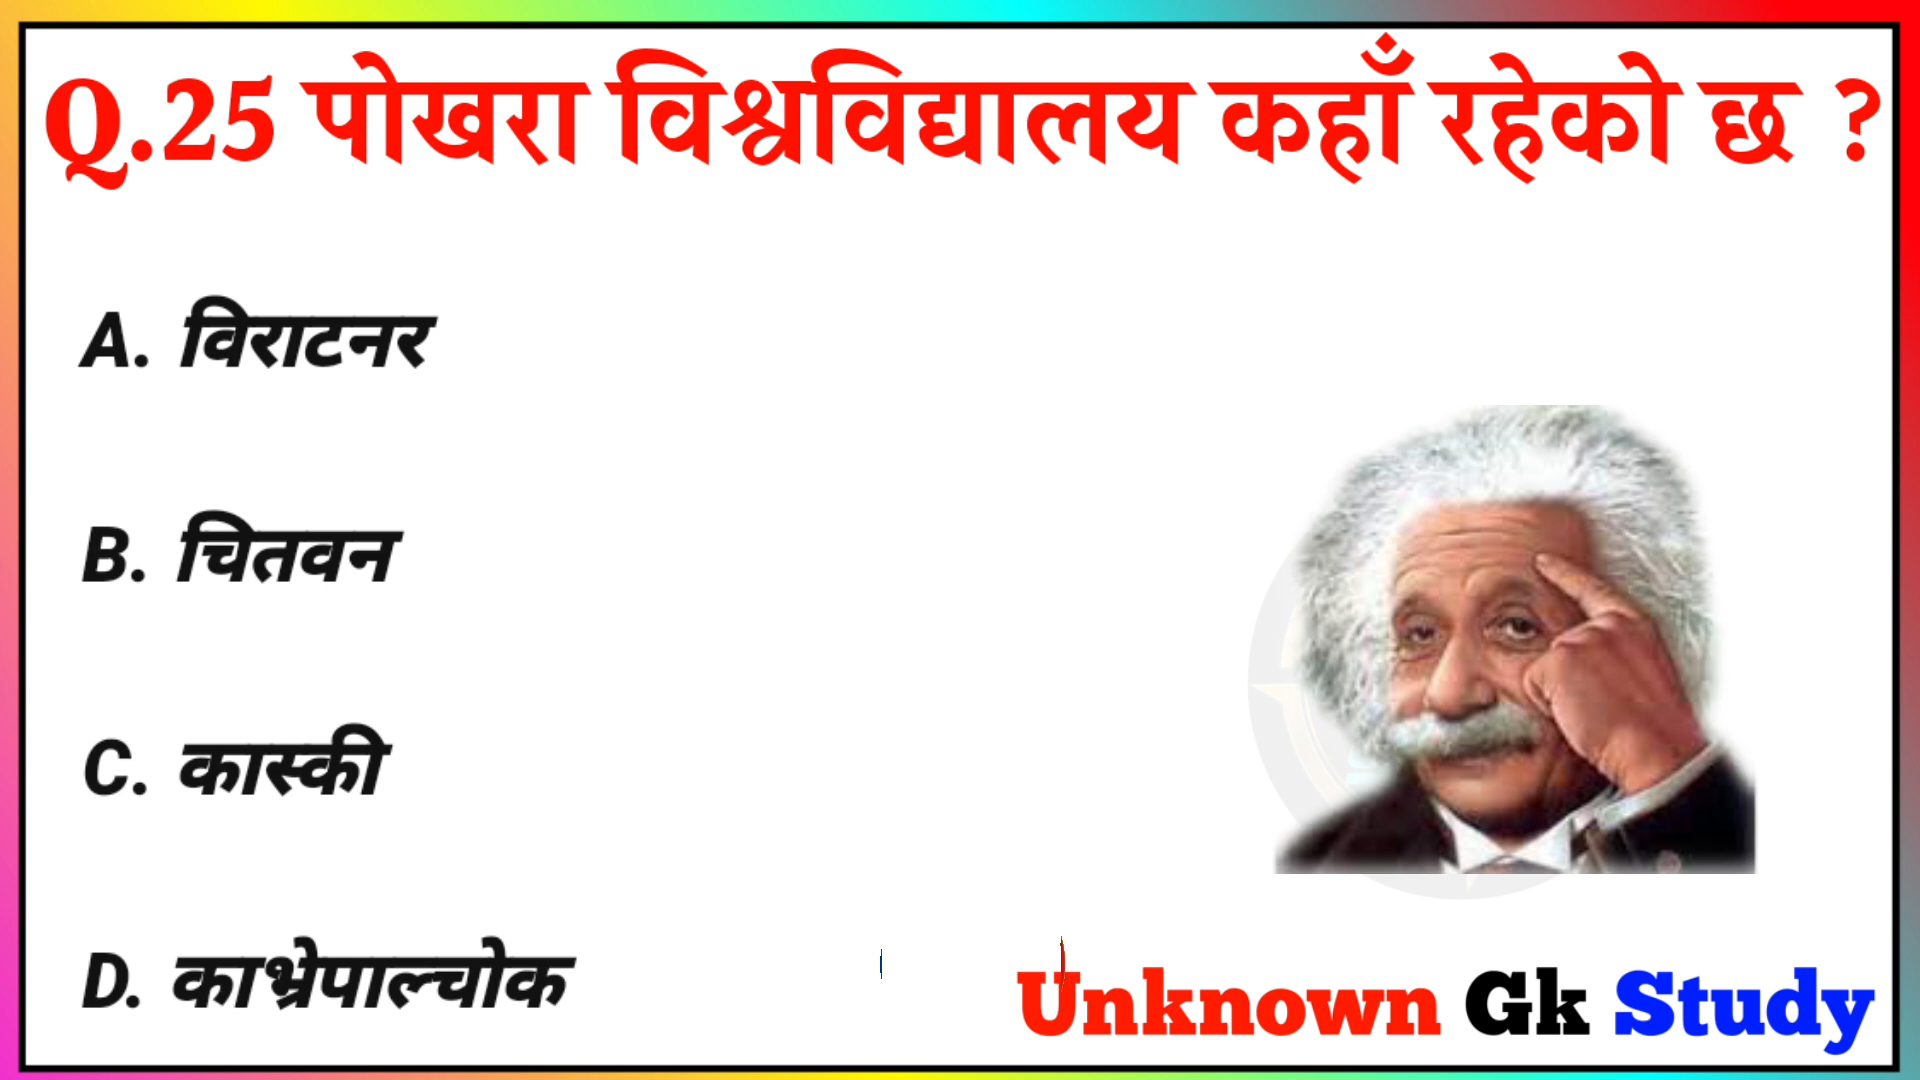 Q.25 पोखरा विश्वविद्यालय कहाँ रहेको छ ?
A. विराटनर
B. चितवन
C. कास्की
D. काभ्रेपाल्चोक
Unknown Gk Study